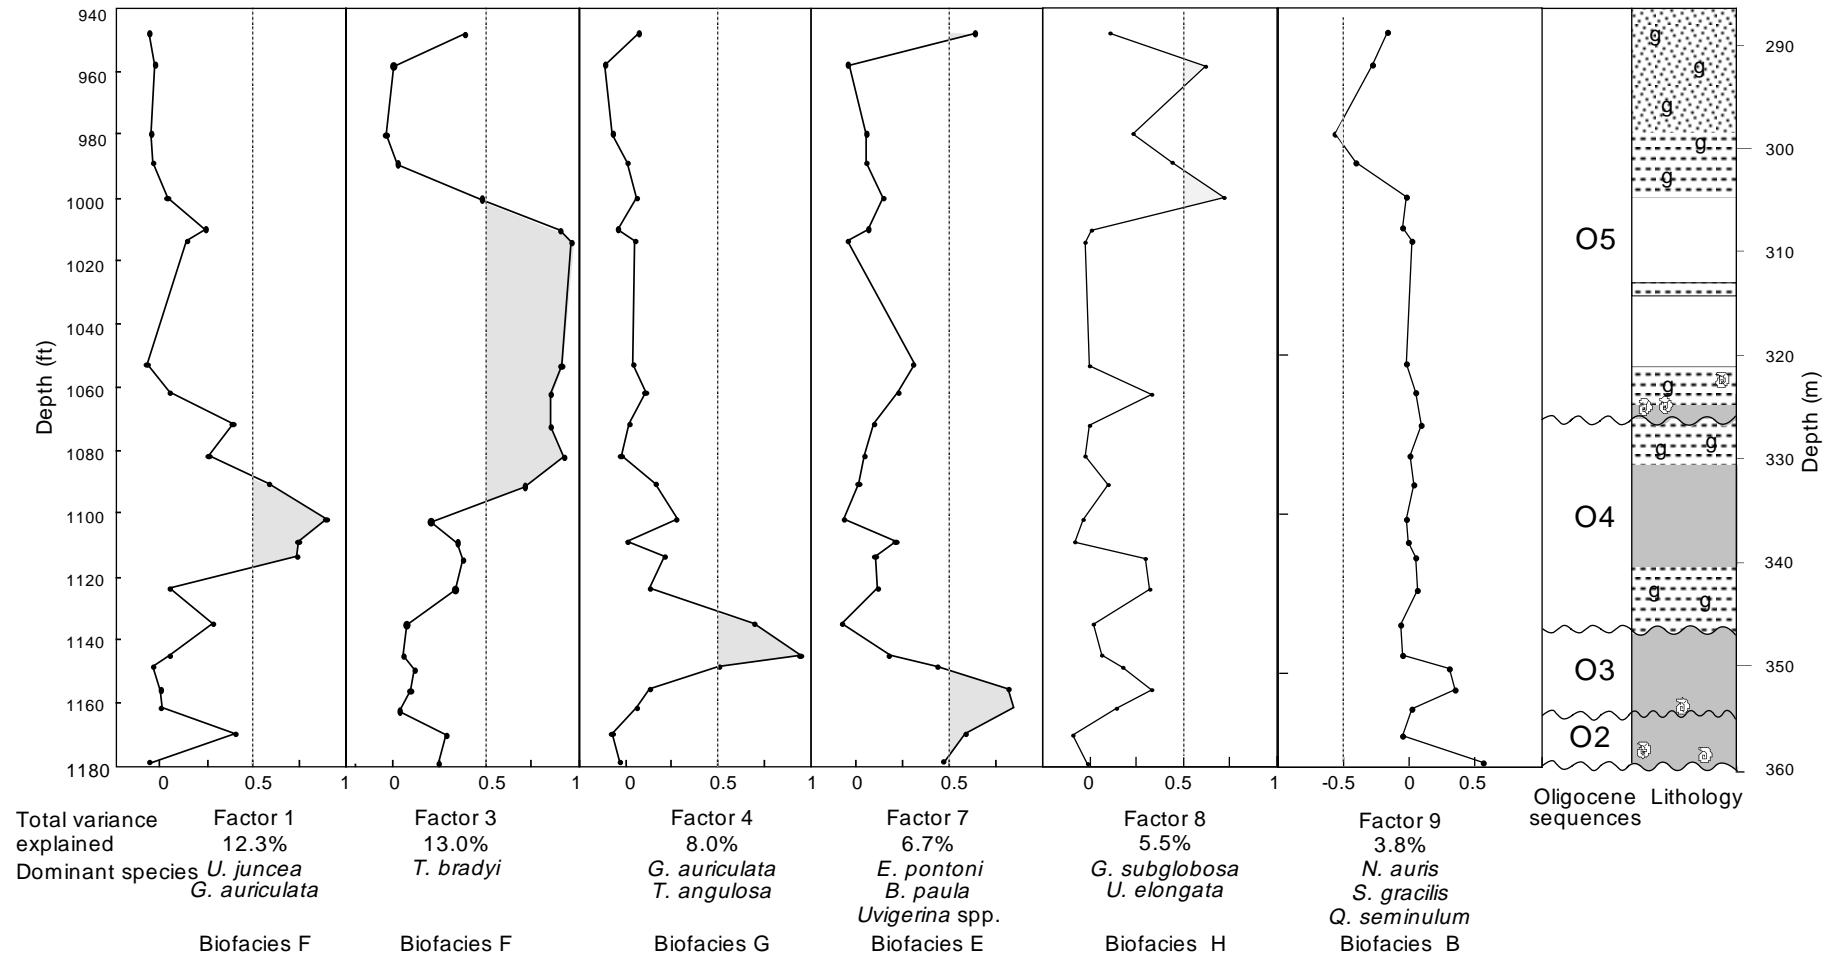 940
960
980
1000
1020
1040
1060
1080
1100
1120
1140
1160
1180
Depth (ft)
0 0.5 1
0 0.5 1
0 0.5 1
0 0.5 1
0 0.5 1
-0.5 0 0.5
O5
O4
O3
O2
g
g
g
g
g
g
g
g
g
g
290
300
310
320
330
340
350
360
Depth (m)
Oligocene sequences
Lithology
Total variance explained
Dominant species
Factor 1
12.3%
U. juncea
G. auriculata
Biofacies F
Factor 3
13.0%
T. bradyi
Biofacies F
Factor 4
8.0%
G. auriculata
T. angulosa
Biofacies G
Factor 7
6.7%
E. pontoni
B. paula
Uvigerina spp.
Biofacies E
Factor 8
5.5%
G. subglobosa
U. elongata
Biofacies H
Factor 9
3.8%
N. auris
S. gracilis
Q. seminulum
Biofacies B